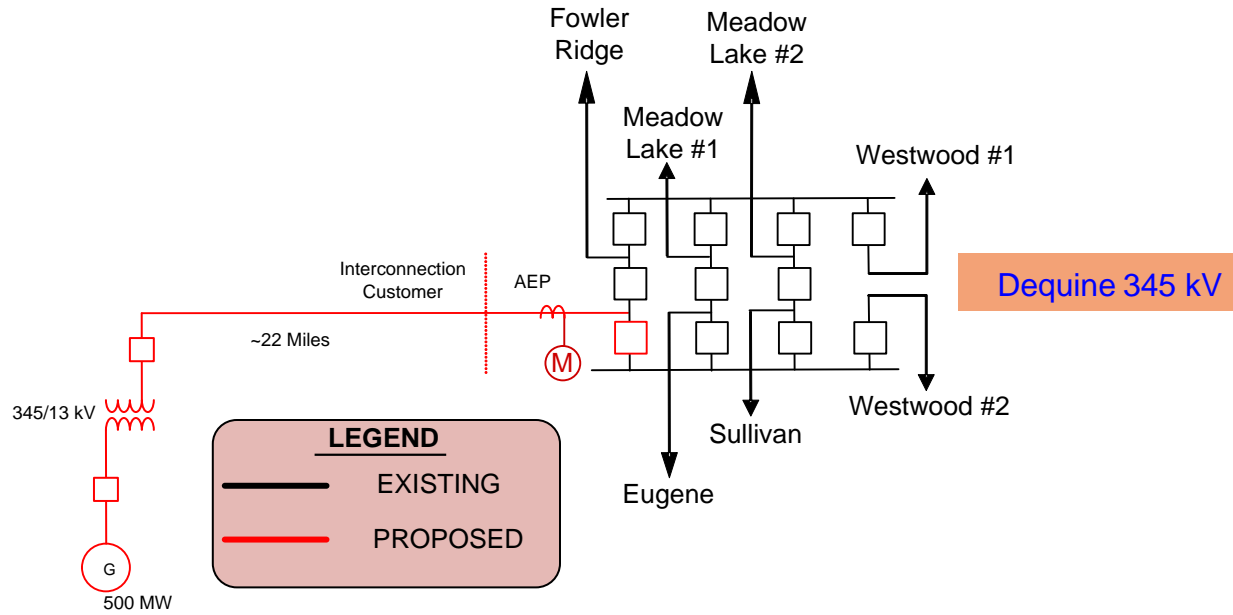 Fowler
Ridge
Meadow
Lake #2
Meadow
Lake #1
Westwood #1
Interconnection
Customer
AEP
Dequine 345 kV
~22 Miles
M
345/13 kV
Westwood #2
LEGEND
Sullivan
EXISTING
Eugene
PROPOSED
G
500 MW